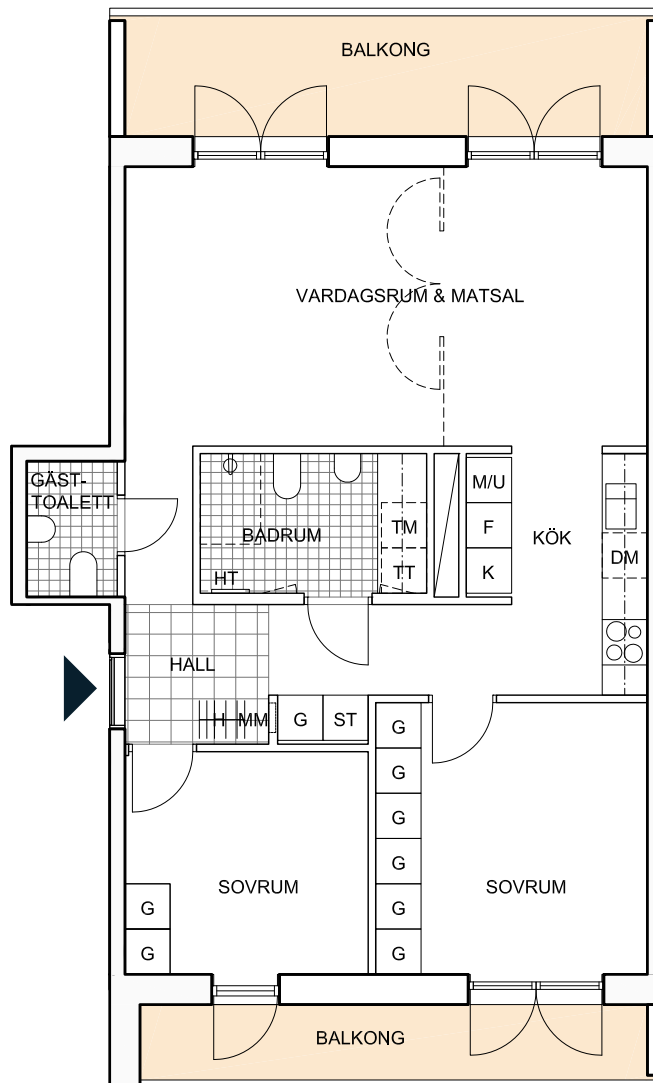 BALKONG
VARDAGSRUM & MATSAL
GÄST-
TOALETT
BADRUM
HT
TM
TT
M/U
F
K
KÖK
DM
HALL
H
MM
G
ST
G
G
G
G
G
G
SOVRUM
SOVRUM
G
G
BALKONG